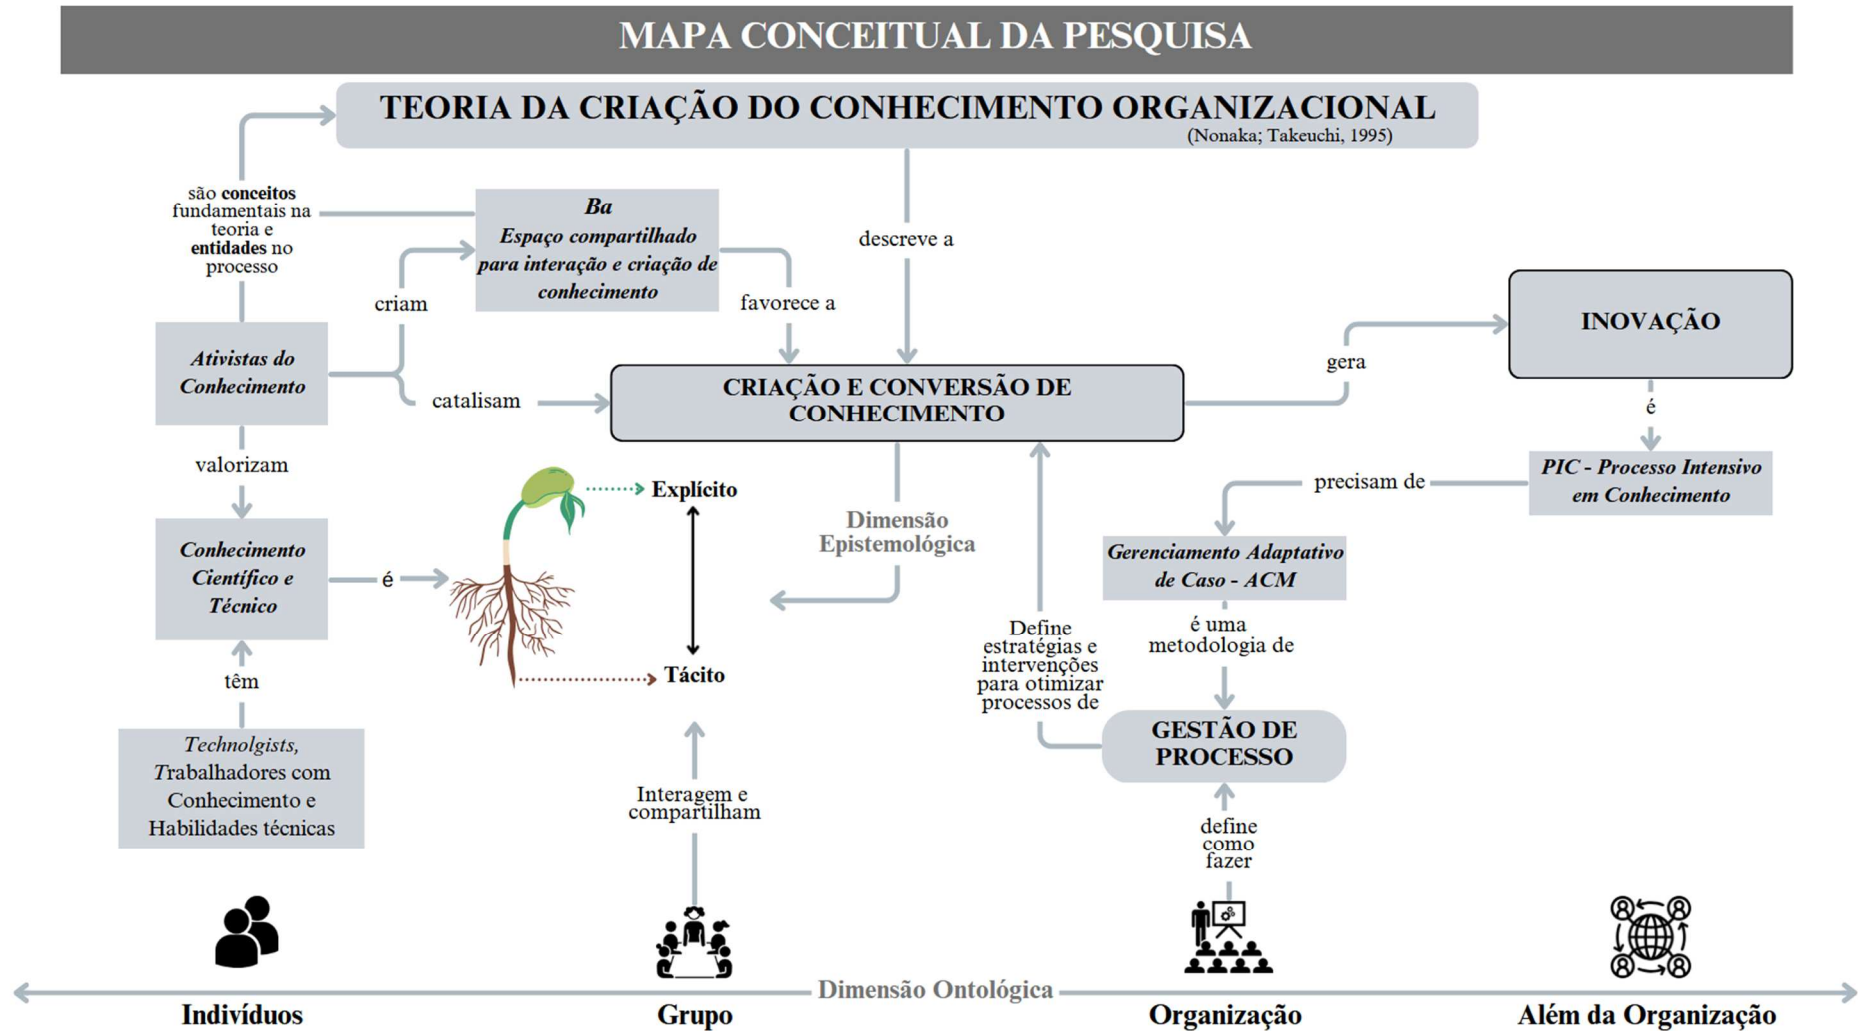 MAPA CONCEITUAL DA PESQUISA
TEORIA DA CRIAÇÃO DO CONHECIMENTO ORGANIZACIONAL
(Nonaka; Takeuchi, 1995)
são conceitos
fundamentais na
teoria e
entidades no
processo
Ba
Espaço compartilhado
para interação e criação de
conhecimento
descreve a
criam
favorece a
Ativistas do
Conhecimento
catalisam
CRIAÇÃO E CONVERSÃO DE
CONHECIMENTO
gera
INOVAÇÃO
é
PIC - Processo Intensivo
em Conhecimento
precisam de
valorizam
Conhecimento
Científico e
Técnico
é
Explícito
Tácito
Dimensão
Epistemológica
Gerenciamento Adaptativo
de Caso - ACM
é uma
metodologia de
Define
estratégias e
intervenções
para otimizar
processos de
GESTÃO DE
PROCESSO
têm
Technolgists,
Trabalhadores com
Conhecimento e
Habilidades técnicas
Interagem e
compartilham
define
como
fazer
Dimensão Ontológica
Indivíduos
Grupo
Organização
Além da Organização